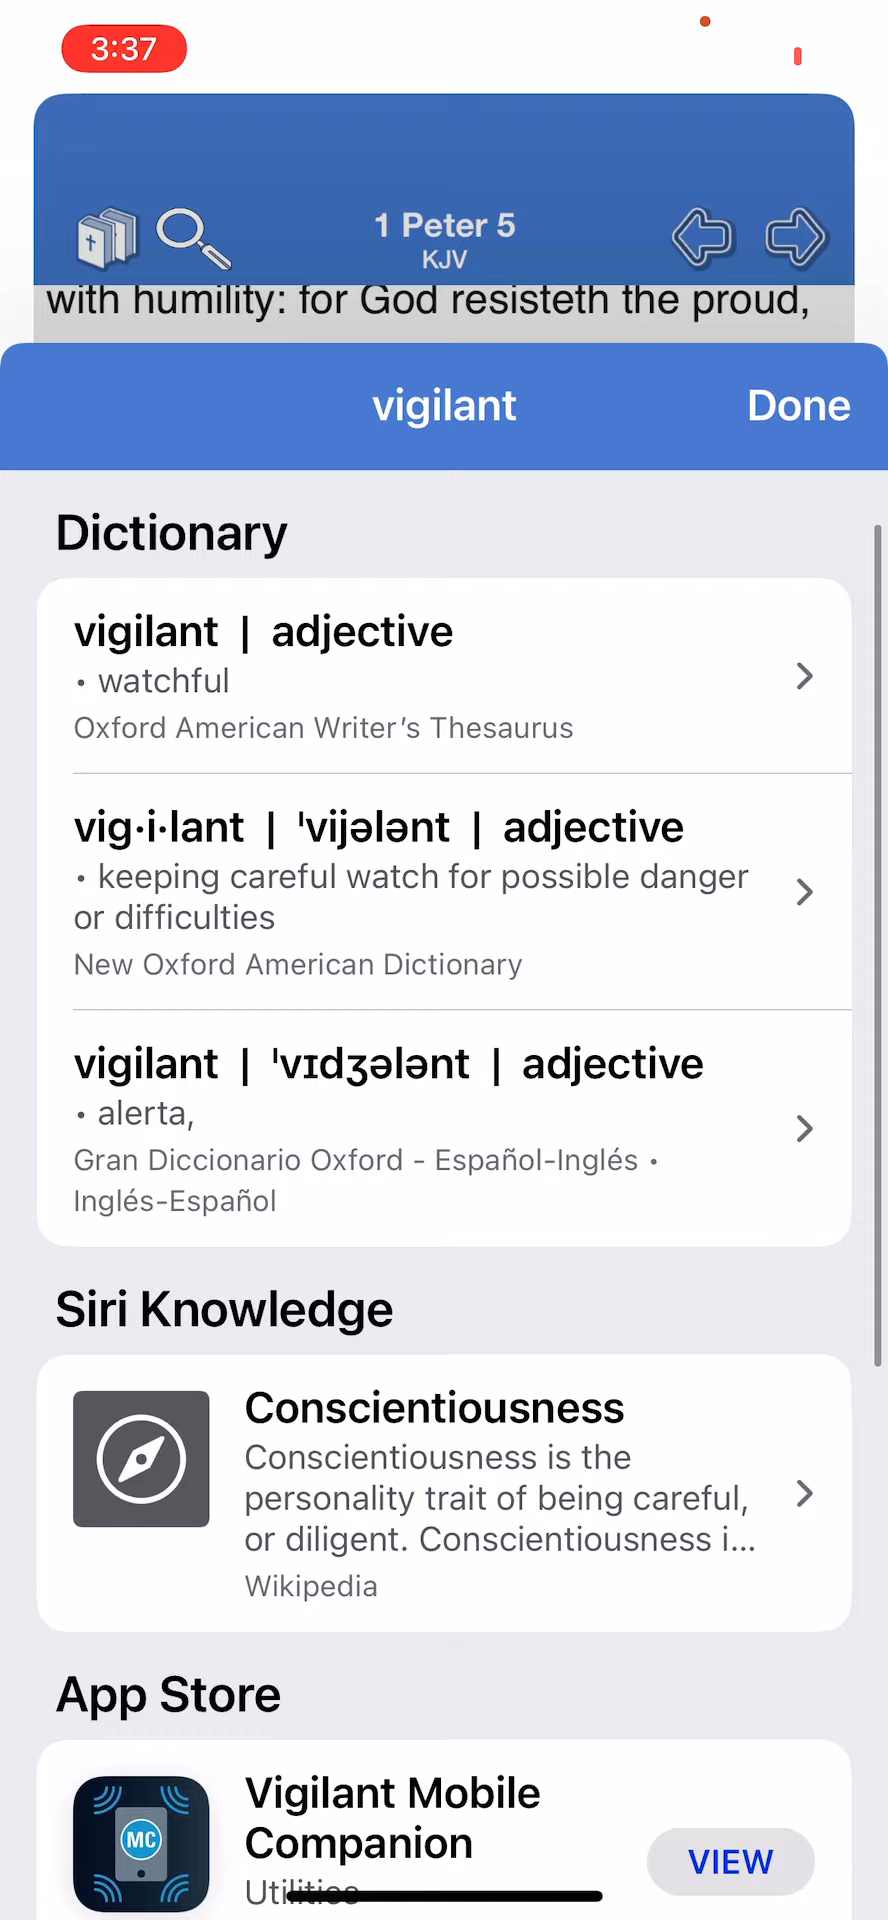 3:37
1 Peter 5
KJV
with humility: for God resisteth the proud,
vigilant
Done
Dictionary
vigilant | adjective
• watchful
Oxford American Writer's Thesaurus
vig·i·lant | ˈvijələnt | adjective
• keeping careful watch for possible danger
or difficulties
New Oxford American Dictionary
vigilant | ˈvɪdʒələnt | adjective
• alerta,
Gran Diccionario Oxford - Español-Inglés •
Inglés-Español
Siri Knowledge
Conscientiousness
Conscientiousness is the
personality trait of being careful,
or diligent. Conscientiousness i...
Wikipedia
App Store
Vigilant Mobile
Companion
MC
VIEW
Utilities